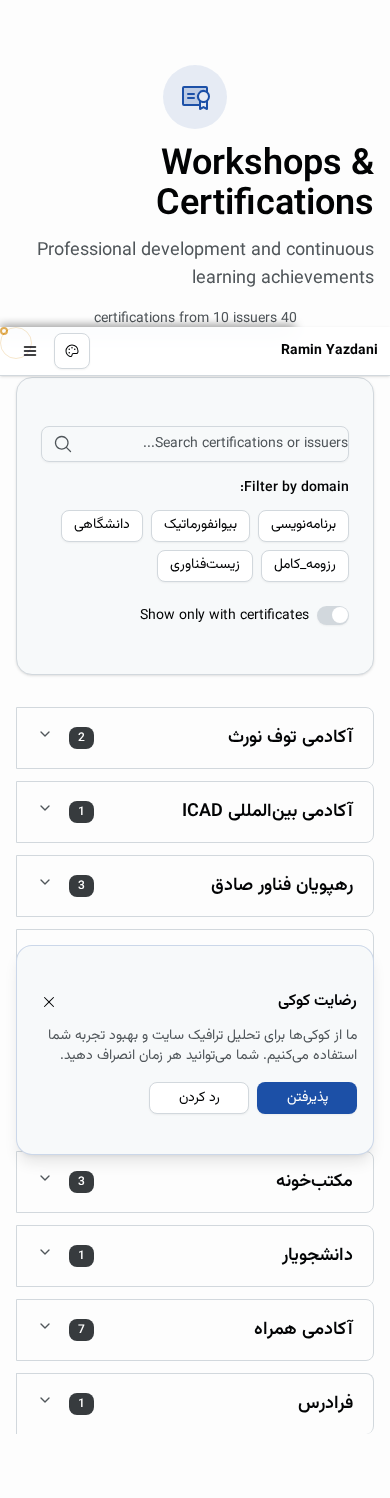 Workshops &
Certifications
Professional development and continuous
learning achievements
40 certifications from 10 issuers
Ramin Yazdani
Search certifications or issuers...
Filter by domain:
برنامه‌نویسی
بیوانفورماتیک
دانشگاهی
رزومه_کامل
زیست‌فناوری
Show only with certificates
آکادمی توف نورث
2
آکادمی بین‌المللی ICAD
1
رهپویان فناور صادق
3
رضایت کوکی
ما از کوکی‌ها برای تحلیل ترافیک سایت و بهبود تجربه شما
استفاده می‌کنیم. شما می‌توانید هر زمان انصراف دهید.
پذیرفتن
رد کردن
مکتب‌خونه
3
دانشجویار
1
آکادمی همراه
7
فرادرس
1